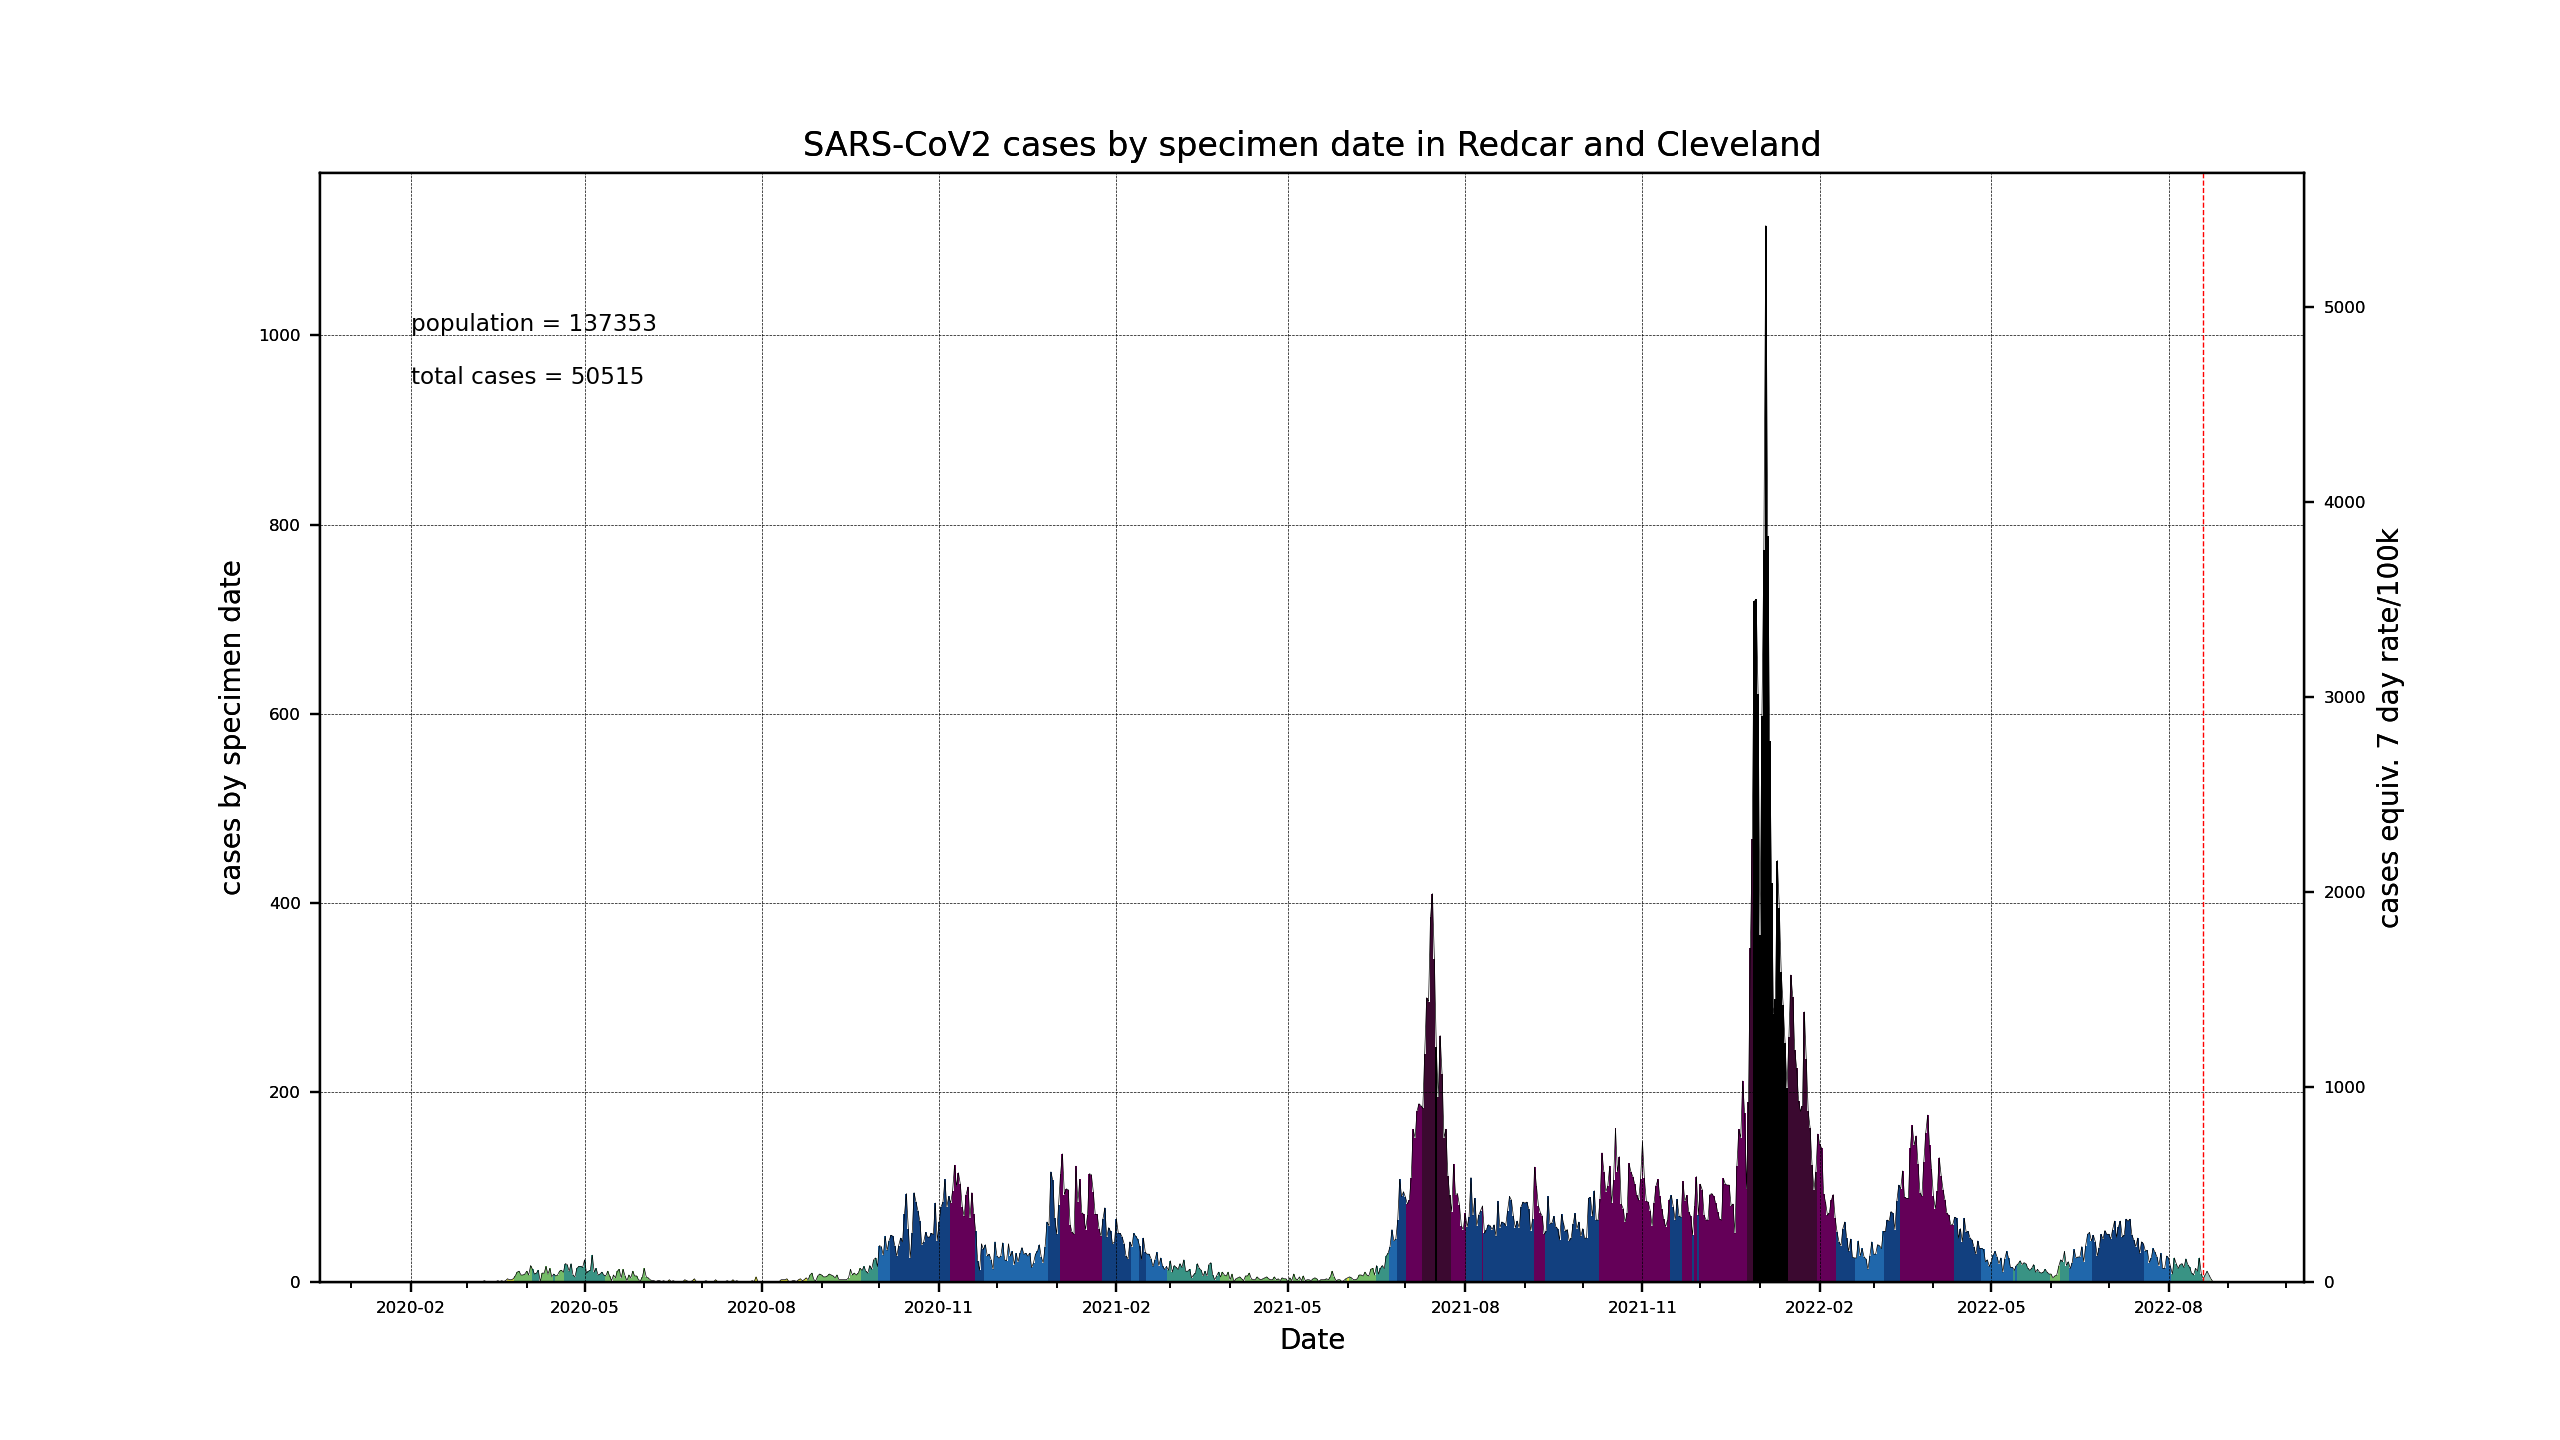 SARS-CoV2 cases by specimen date in Redcar and Cleveland
population = 137353
total cases = 50515
cases by specimen date
1000
800
600
400
200
0
5000
4000
3000
2000
1000
0
cases equiv. 7 day rate/100k
2020-02 2020-05 2020-08 2020-11 2021-02 2021-05 2021-08 2021-11 2022-02 2022-05 2022-08
Date